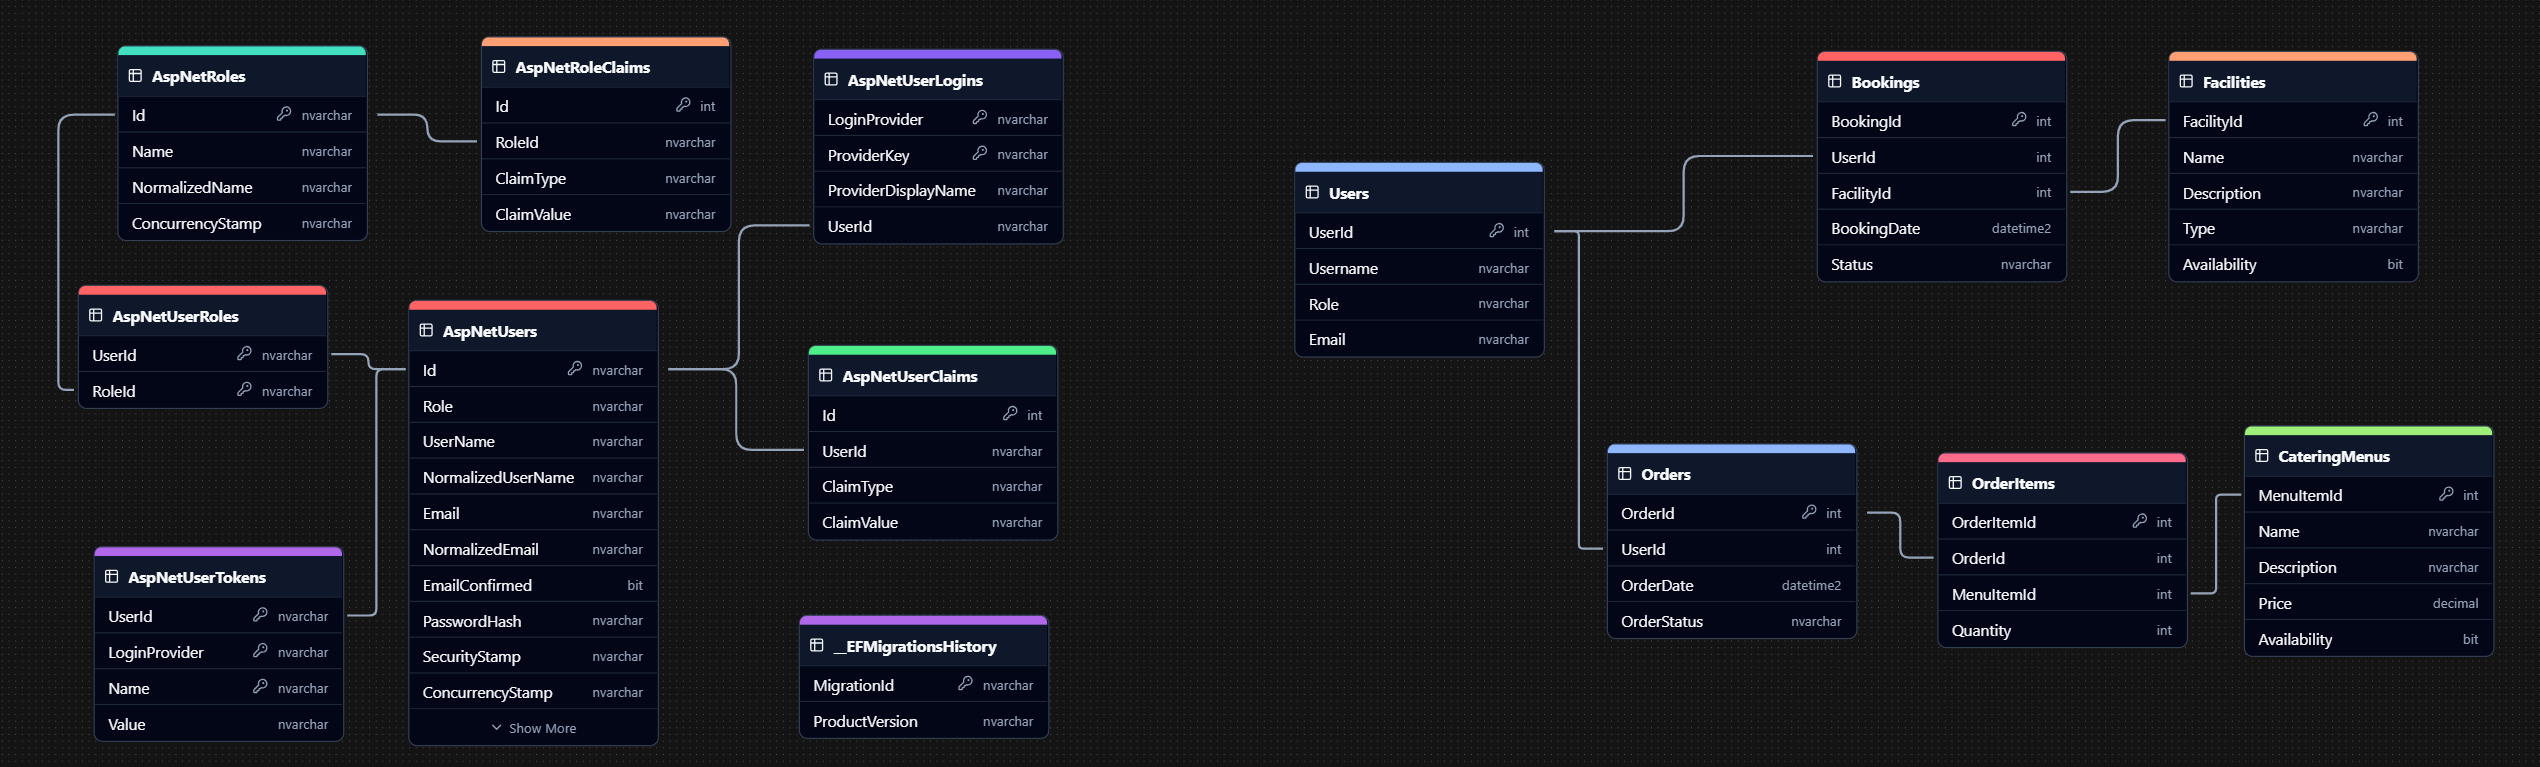 AspNetRoles
Id nvarchar
Name nvarchar
NormalizedName nvarchar
ConcurrencyStamp nvarchar
AspNetRoleClaims
Id int
RoleId nvarchar
ClaimType nvarchar
ClaimValue nvarchar
AspNetUserLogins
LoginProvider nvarchar
ProviderKey nvarchar
ProviderDisplayName nvarchar
UserId nvarchar
AspNetUserRoles
UserId nvarchar
RoleId nvarchar
AspNetUsers
Id nvarchar
Role nvarchar
UserName nvarchar
NormalizedUserName nvarchar
Email nvarchar
NormalizedEmail nvarchar
EmailConfirmed bit
PasswordHash nvarchar
SecurityStamp nvarchar
ConcurrencyStamp nvarchar
Show More
AspNetUserClaims
Id int
UserId nvarchar
ClaimType nvarchar
ClaimValue nvarchar
AspNetUserTokens
UserId nvarchar
LoginProvider nvarchar
Name nvarchar
Value nvarchar
__EFMigrationsHistory
MigrationId nvarchar
ProductVersion nvarchar
Users
UserId int
Username nvarchar
Role nvarchar
Email nvarchar
Bookings
BookingId int
UserId int
FacilityId int
BookingDate datetime2
Status nvarchar
Facilities
FacilityId int
Name nvarchar
Description nvarchar
Type nvarchar
Availability bit
Orders
OrderId int
UserId int
OrderDate datetime2
OrderStatus nvarchar
OrderItems
OrderItemId int
OrderId int
MenuItemId int
Quantity int
CateringMenus
MenuItemId int
Name nvarchar
Description nvarchar
Price decimal
Availability bit